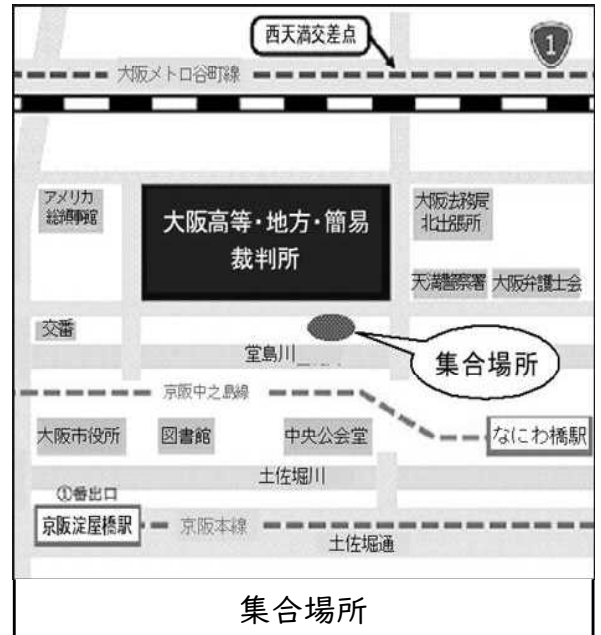 西天満交差点
1
大阪メトロ谷町線
アメリカ
総領事館
大阪高等・地方・簡易
裁判所
大阪法務局
北出張所
天満警察署
大阪弁護士会
交番
堂島川
集合場所
京阪中之島線
大阪市役所
図書館
中央公会堂
なにわ橋駅
土佐堀川
①番出口
京阪淀屋橋駅
京阪本線
土佐堀通
集合場所